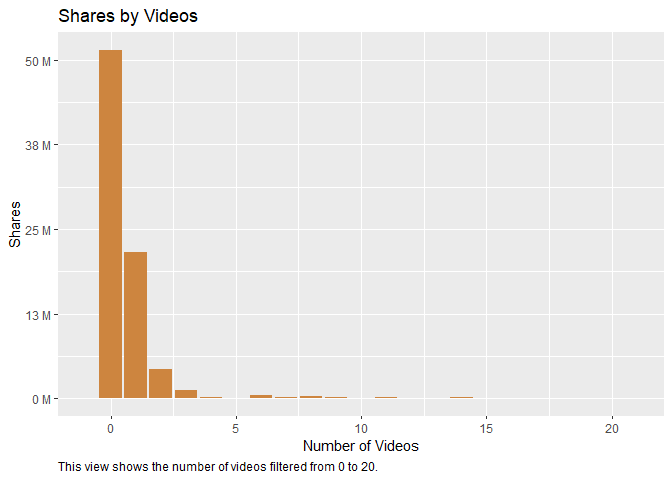 Shares by Videos
50 M
38 M
25 M
13 M
0 M
Shares
0 5 10 15 20
Number of Videos
This view shows the number of videos filtered from 0 to 20.